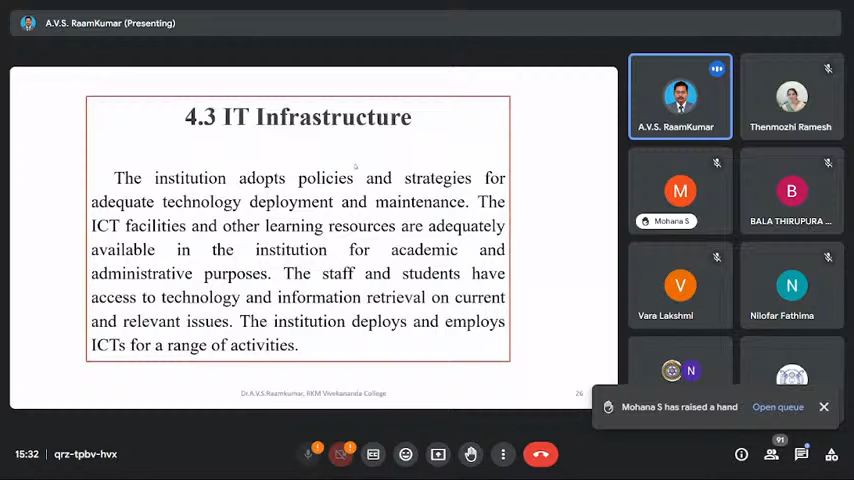 A.V.S. RaamKumar (Presenting)
4.3 IT Infrastructure
The institution adopts policies and strategies for
adequate technology deployment and maintenance. The
ICT facilities and other learning resources are adequately
available in the institution for academic and
administrative purposes. The staff and students have
access to technology and information retrieval on current
and relevant issues. The institution deploys and employs
ICTs for a range of activities.
Dr.A.V.S.Raamkumar, RKM Vivekananda College
26
A.V.S. RaamKumar
Thenmozhi Ramesh
M
Mohana S
B
BALA THIRUPURA ...
V
Vara Lakshmi
N
Nilofar Fathima
N
Mohana S has raised a hand
Open queue
15:32
qrz-tpbv-hvx
91